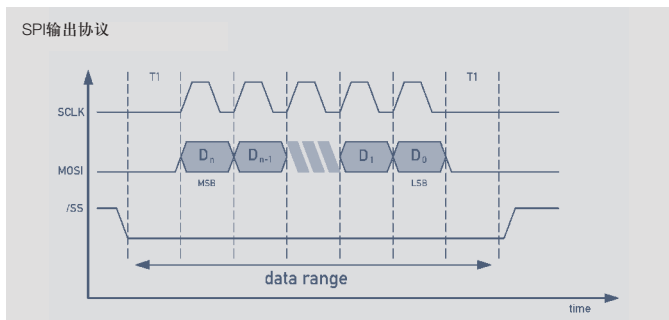 SPI输出协议
T1
T1
SCLK
MOSI
Dn
Dn-1
D1
D0
MSB
LSB
/SS
data range
time